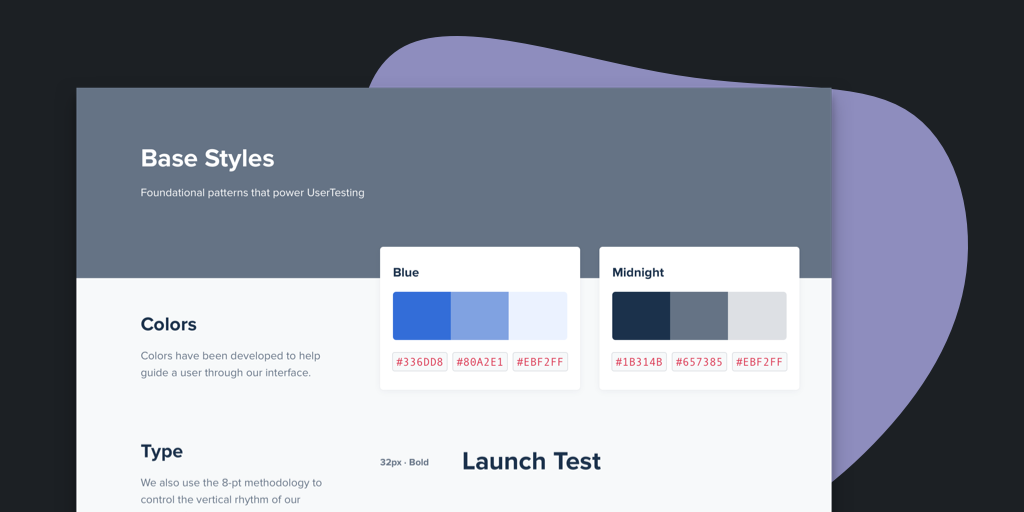 Base Styles
Foundational patterns that power UserTesting
Blue
#336DD8 #80A2E1 #EBF2FF
Midnight
#1B314B #657385 #EBF2FF
Colors
Colors have been developed to help
guide a user through our interface.
Type
We also use the 8-pt methodology to
control the vertical rhythm of our
32px · Bold
Launch Test